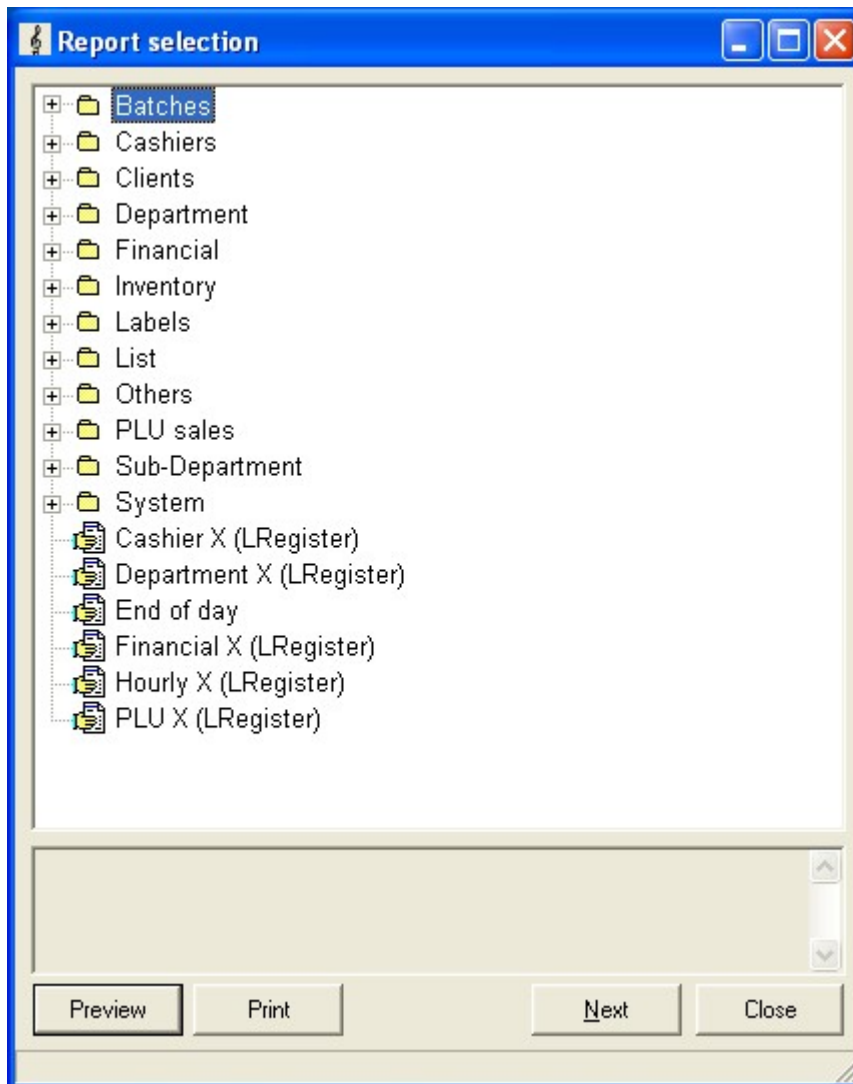 Report selection
Batches
Cashiers
Clients
Department
Financial
Inventory
Labels
List
Others
PLU sales
Sub-Department
System
Cashier X (LRegister)
Department X (LRegister)
End of day
Financial X (LRegister)
Hourly X (LRegister)
PLU X (LRegister)
Preview Print Next Close